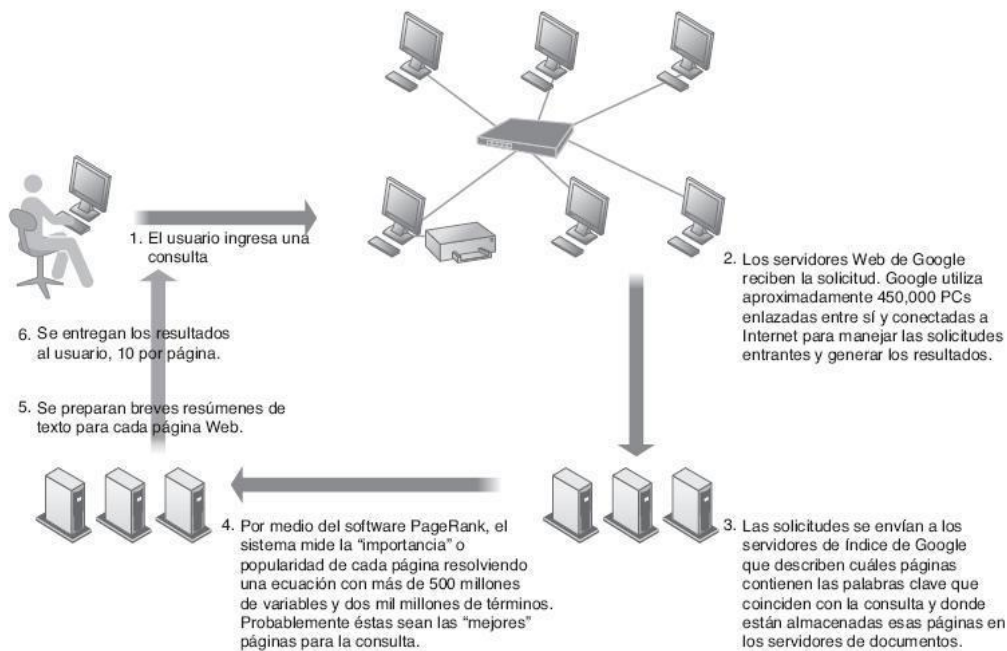 1. El usuario ingresa una
consulta
2. Los servidores Web de Google
reciben la solicitud. Google utiliza
aproximadamente 450,000 PCs
enlazadas entre sí y conectadas a
Internet para manejar las solicitudes
entrantes y generar los resultados.
3. Las solicitudes se envían a los
servidores de índice de Google
que describen cuáles páginas
contienen las palabras clave que
coinciden con la consulta y donde
están almacenadas esas páginas en
los servidores de documentos.
4. Por medio del software PageRank, el
sistema mide la “importancia” o
popularidad de cada página resolviendo
una ecuación con más de 500 millones
de variables y dos mil millones de términos.
Probablemente éstas sean las “mejores”
páginas para la consulta.
5. Se preparan breves resúmenes de
texto para cada página Web.
6. Se entregan los resultados
al usuario, 10 por página.